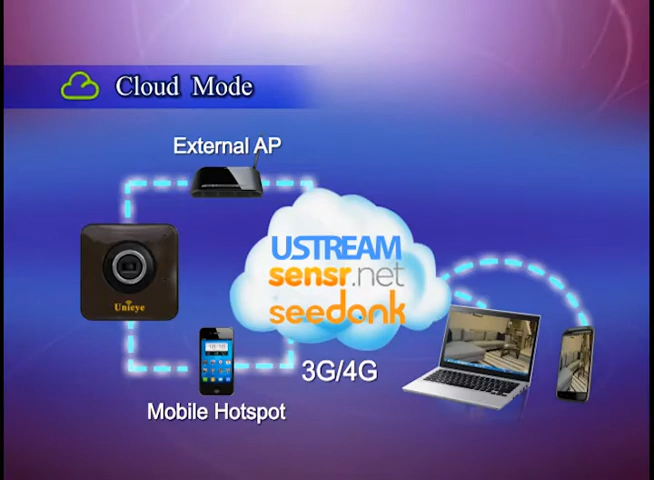 Cloud Mode
External AP
USTREAM
sensr.net
seedonk
Unieye
3G/4G
Mobile Hotspot